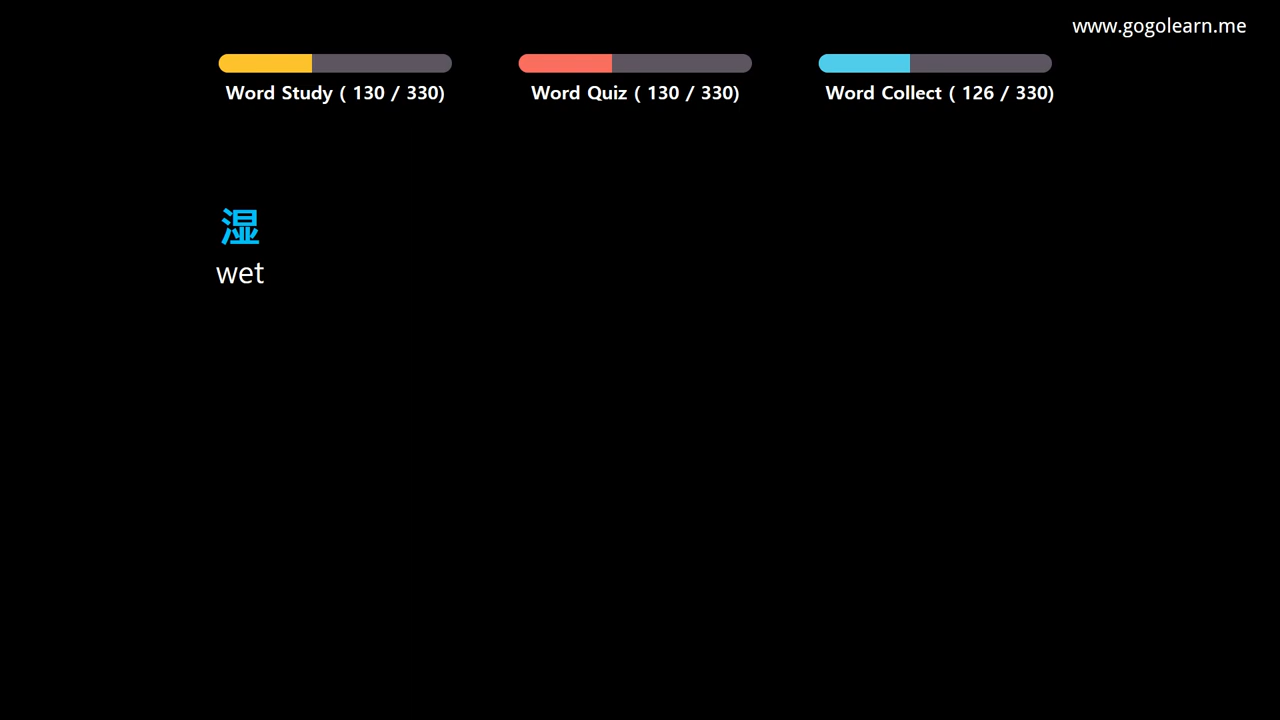 www.gogolearn.me
Word Study ( 130 / 330)
Word Quiz ( 130 / 330)
Word Collect ( 126 / 330)
湿
wet